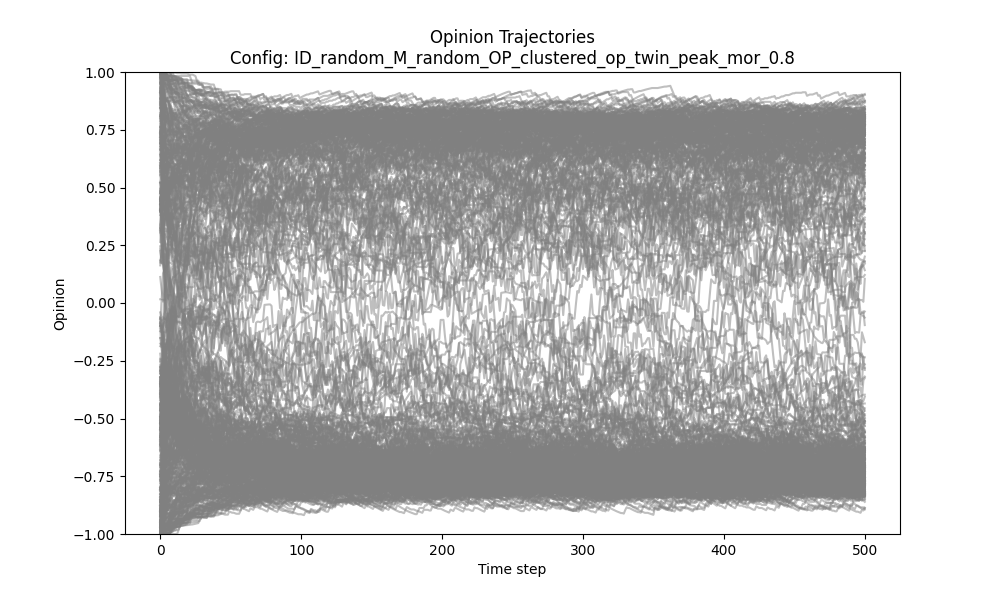 Opinion Trajectories
Config: ID_random_M_random_OP_clustered_op_twin_peak_mor_0.8
1.00
0.75
0.50
0.25
0.00
−0.25
−0.50
−0.75
−1.00
Opinion
0 100 200 300 400 500
Time step